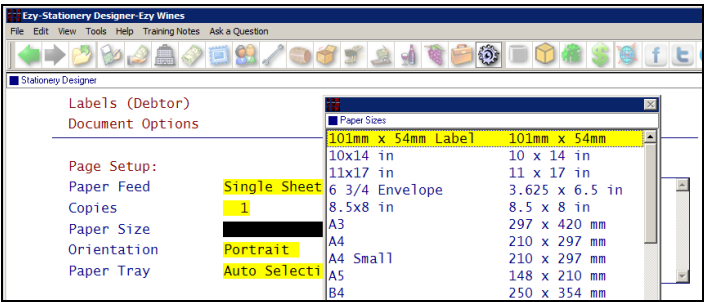 Ezy-Stationery Designer-Ezy Wines
File Edit View Tools Help Training Notes Ask a Question
Stationery Designer
Labels (Debtor)
Document Options
Page Setup:
Paper Feed Single Sheet
Copies 1
Paper Size
Orientation Portrait
Paper Tray Auto Selecti
Paper Sizes
101mm x 54mm Label 101mm x 54mm
10x14 in 10 x 14 in
11x17 in 11 x 17 in
6 3/4 Envelope 3.625 x 6.5 in
8.5x8 in 8.5 x 8 in
A3 297 x 420 mm
A4 210 x 297 mm
A4 Small 210 x 297 mm
A5 148 x 210 mm
B4 250 x 354 mm